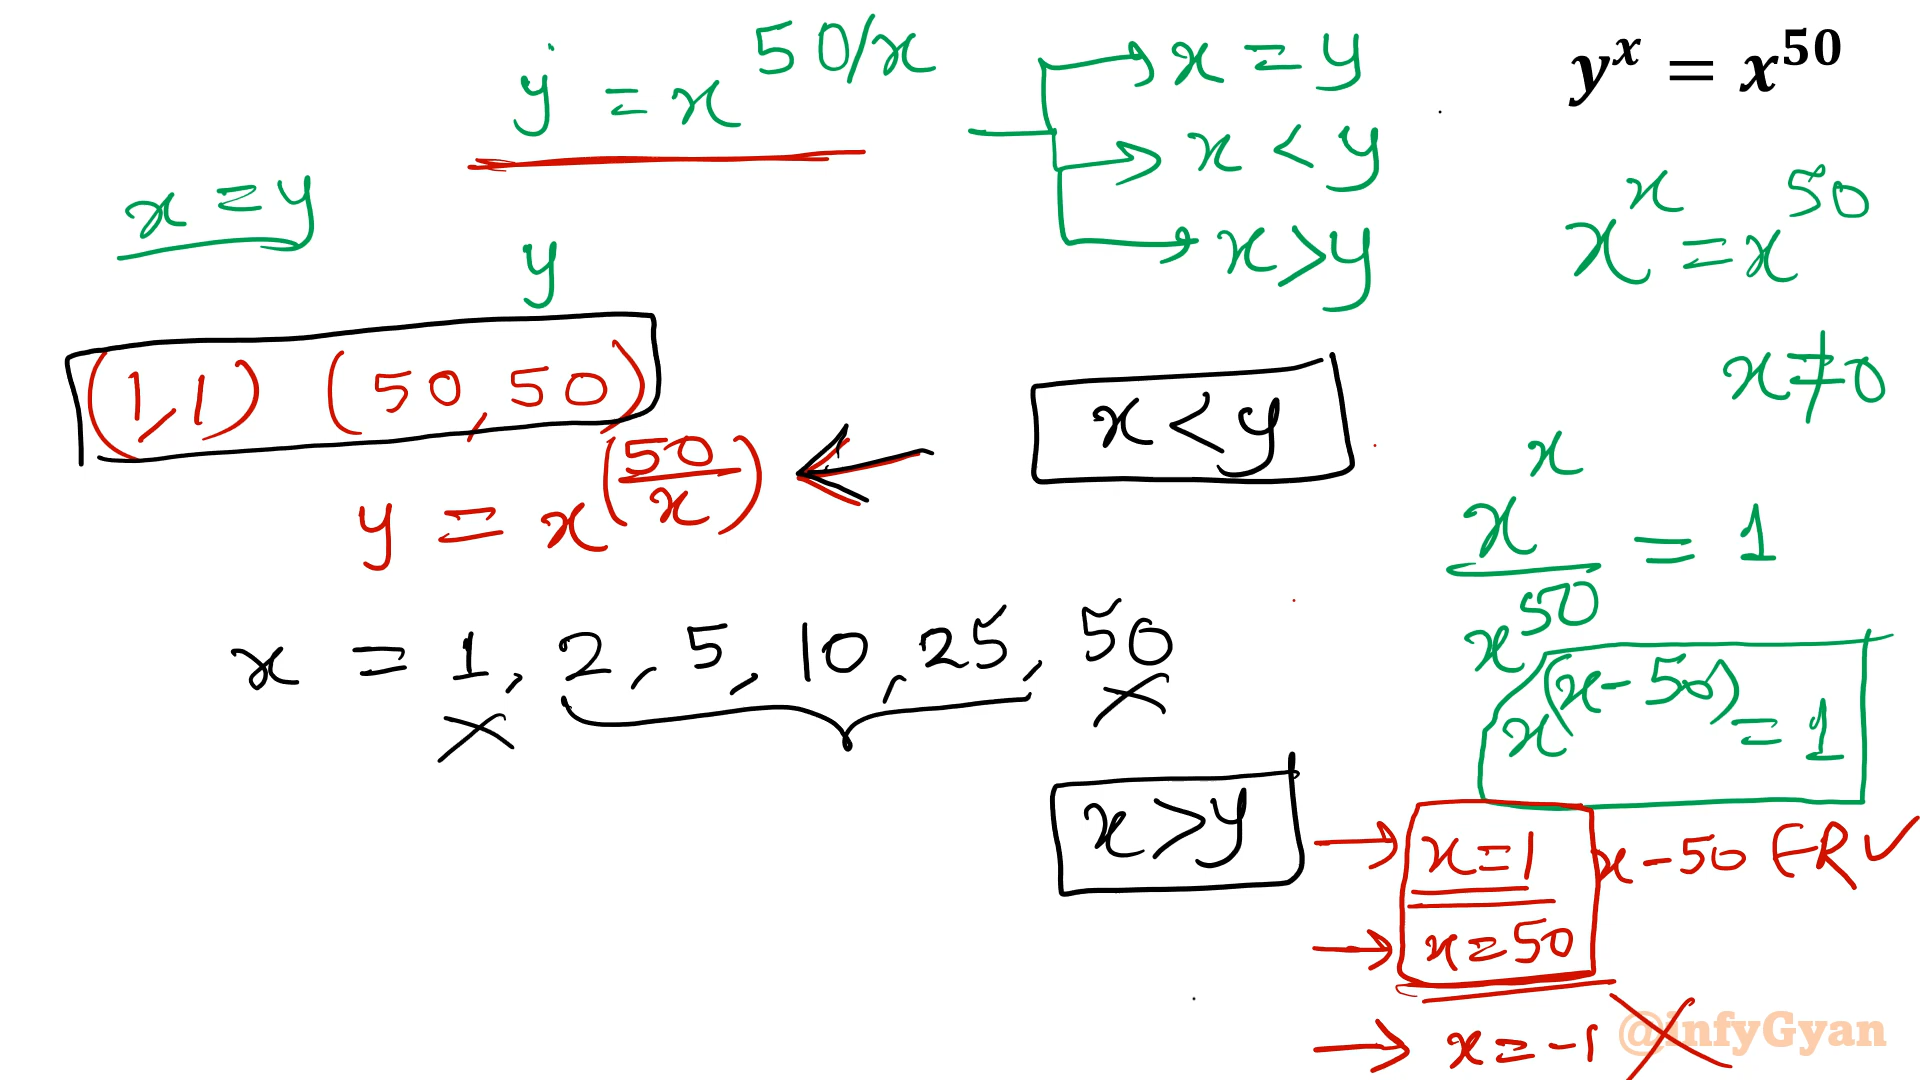 y = x^{50/x}
x = y
x < y
x > y
y^x = x^{50}
x^x = x^{50}
x ≠ 0
x^x / x^{50} = 1
x^{(x-50)} = 1
x = 1
x - 50 ∈ R ✓
x = 50
x = -1
x = y
y
(1,1) (50,50)
y = x^{(50/x)}
x < y
x = 1, 2, 5, 10, 25, 50
x > y
@infyGyan